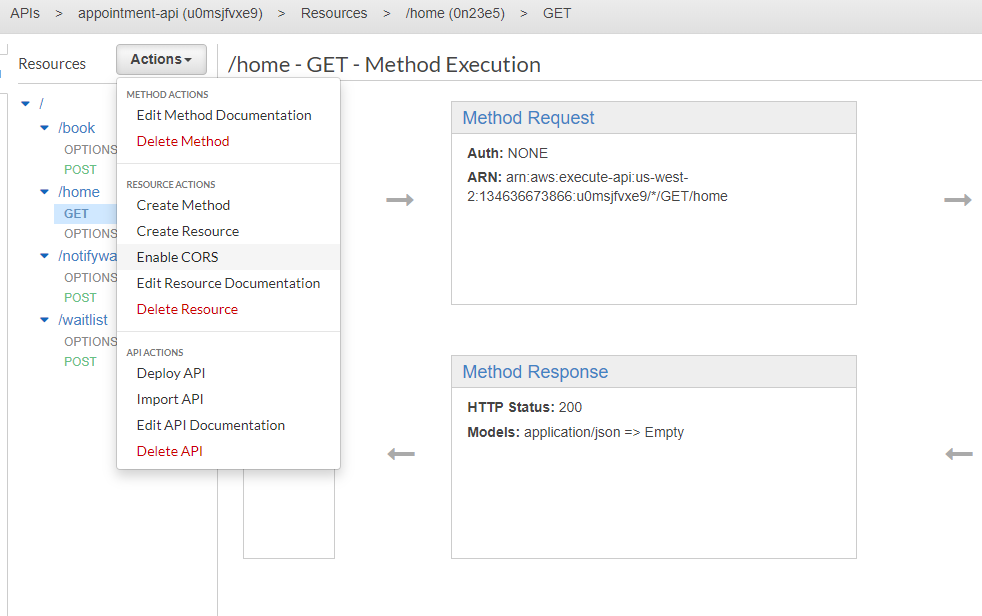 APIs > appointment-api (u0msjfvxe9) > Resources > /home (0n23e5) > GET
Resources
Actions
/home - GET - Method Execution
/
/book
OPTIONS
POST
/home
GET
OPTIONS
/notifywa
OPTIONS
POST
/waitlist
OPTIONS
POST
METHOD ACTIONS
Edit Method Documentation
Delete Method
RESOURCE ACTIONS
Create Method
Create Resource
Enable CORS
Edit Resource Documentation
Delete Resource
API ACTIONS
Deploy API
Import API
Edit API Documentation
Delete API
Method Request
Auth: NONE
ARN: arn:aws:execute-api:us-west-
2:134636673866:u0msjfvxe9/*/GET/home
Method Response
HTTP Status: 200
Models: application/json => Empty